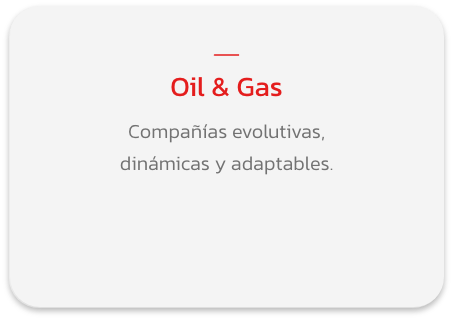 Oil & Gas
Compañías evolutivas,
dinámicas y adaptables.